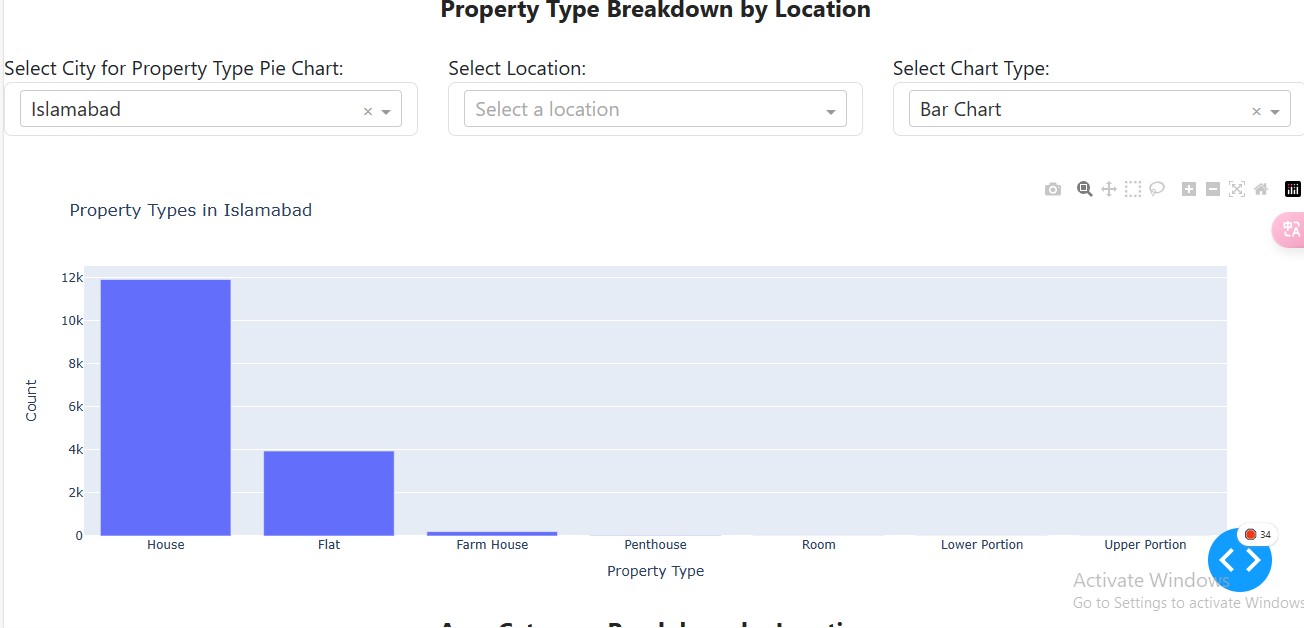 Property Type Breakdown by Location
Select City for Property Type Pie Chart:
Select Location:
Select Chart Type:
Islamabad
Select a location
Bar Chart
Property Types in Islamabad
12k
10k
8k
6k
4k
2k
0
Count
House
Flat
Farm House
Penthouse
Room
Lower Portion
Upper Portion
Property Type
34
Activate Windows
Go to Settings to activate Windows
Breakdown by